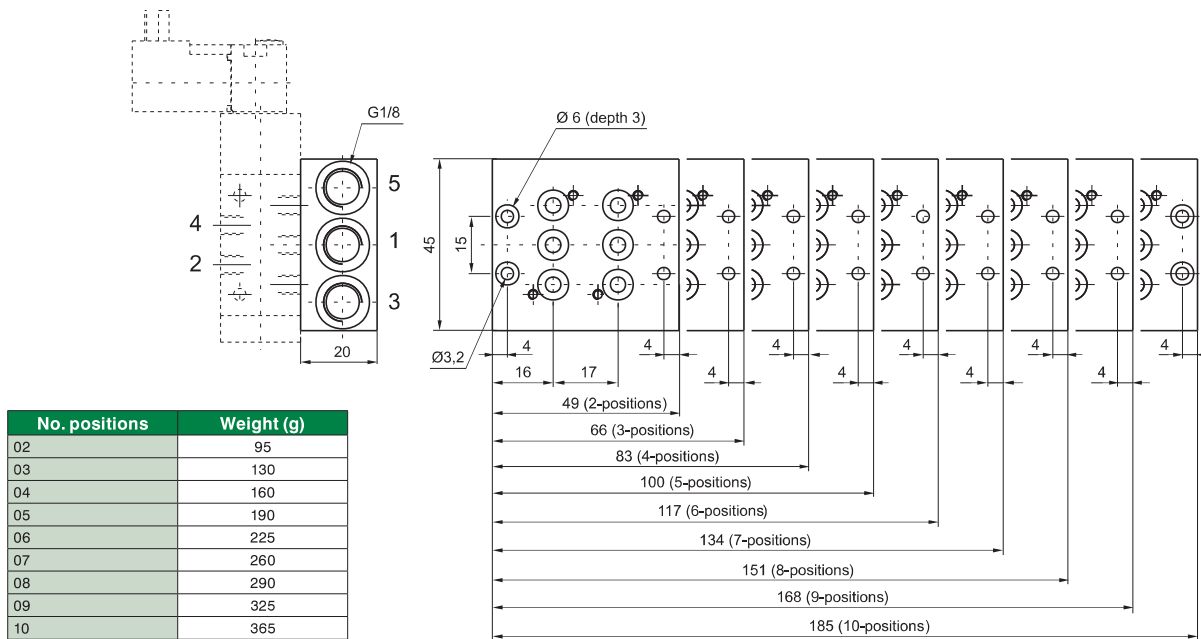 G1/8
5
4
1
2
3
20
Ø 6 (depth 3)
45
15
Ø3,2
4
16
17
4
4
4
4
4
4
4
4
4
4
49 (2-positions)
66 (3-positions)
83 (4-positions)
100 (5-positions)
117 (6-positions)
134 (7-positions)
151 (8-positions)
168 (9-positions)
185 (10-positions)
No. positions Weight (g)
02 95
03 130
04 160
05 190
06 225
07 260
08 290
09 325
10 365